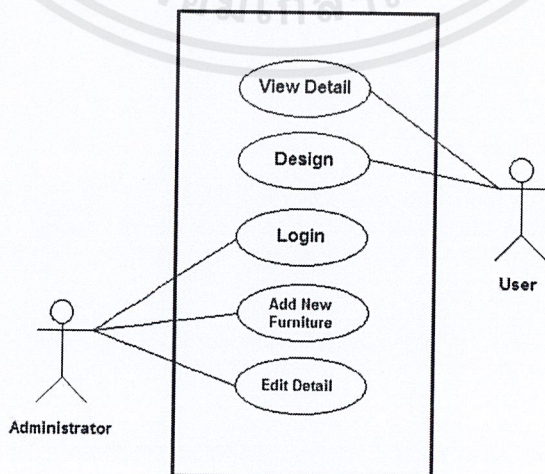 View Detail
Design
Login
Add New
Furniture
Edit Detail
User
Administrator